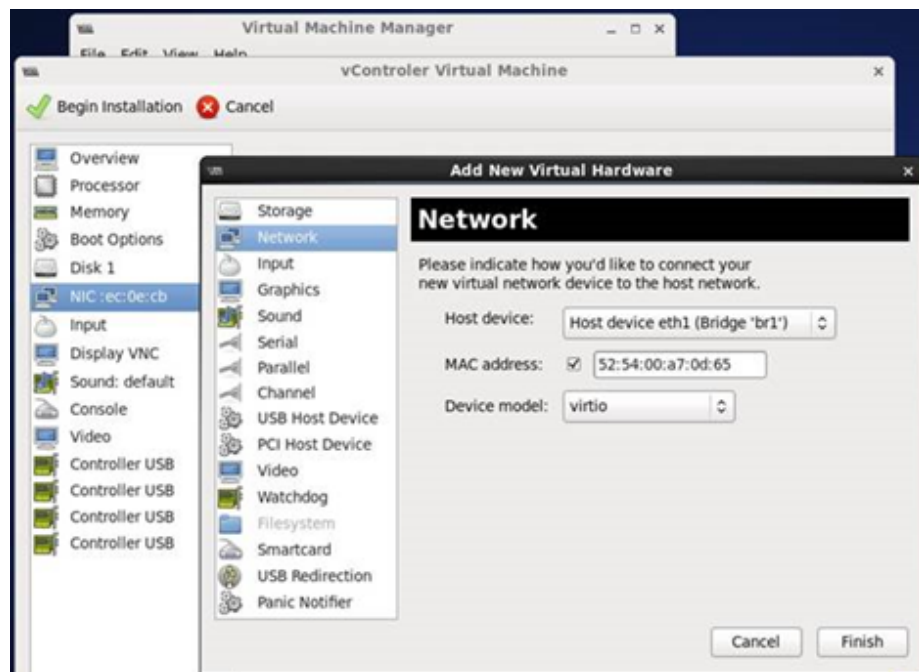 Virtual Machine Manager
File Edit View Help
vControler Virtual Machine
Begin Installation Cancel
Overview
Processor
Memory
Boot Options
Disk 1
NIC :ec:0e:cb
Input
Display VNC
Sound: default
Console
Video
Controller USB
Controller USB
Controller USB
Controller USB
Add New Virtual Hardware
Storage
Network
Input
Graphics
Sound
Serial
Parallel
Channel
USB Host Device
PCI Host Device
Video
Watchdog
Filesystem
Smartcard
USB Redirection
Panic Notifier
Network
Please indicate how you'd like to connect your
new virtual network device to the host network.
Host device: Host device eth1 (Bridge 'br1')
MAC address: 52:54:00:a7:0d:65
Device model: virtio
Cancel Finish